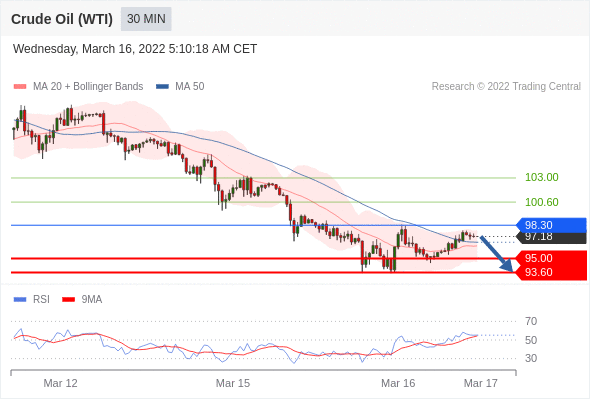 Crude Oil (WTI) 30 MIN
Wednesday, March 16, 2022 5:10:18 AM CET
MA 20 + Bollinger Bands MA 50 Research © 2022 Trading Central
103.00
100.60
98.30
97.18
95.00
93.60
RSI 9MA
70
50
30
Mar 12 Mar 15 Mar 16 Mar 17